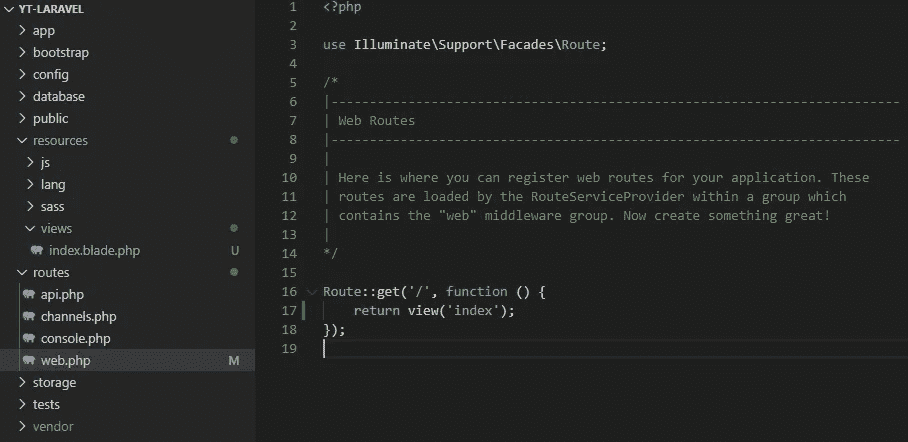 YT-LARAVEL
app
bootstrap
config
database
public
resources
js
lang
sass
views
index.blade.php U
routes
api.php
channels.php
console.php
web.php M
storage
tests
vendor
1 <?php
2
3 use Illuminate\Support\Facades\Route;
4
5 /*
6 |--------------------------------------------------------------------------
7 | Web Routes
8 |--------------------------------------------------------------------------
9 |
10 | Here is where you can register web routes for your application. These
11 | routes are loaded by the RouteServiceProvider within a group which
12 | contains the "web" middleware group. Now create something great!
13 |
14 */
15
16 Route::get('/', function () {
17     return view('index');
18 });
19